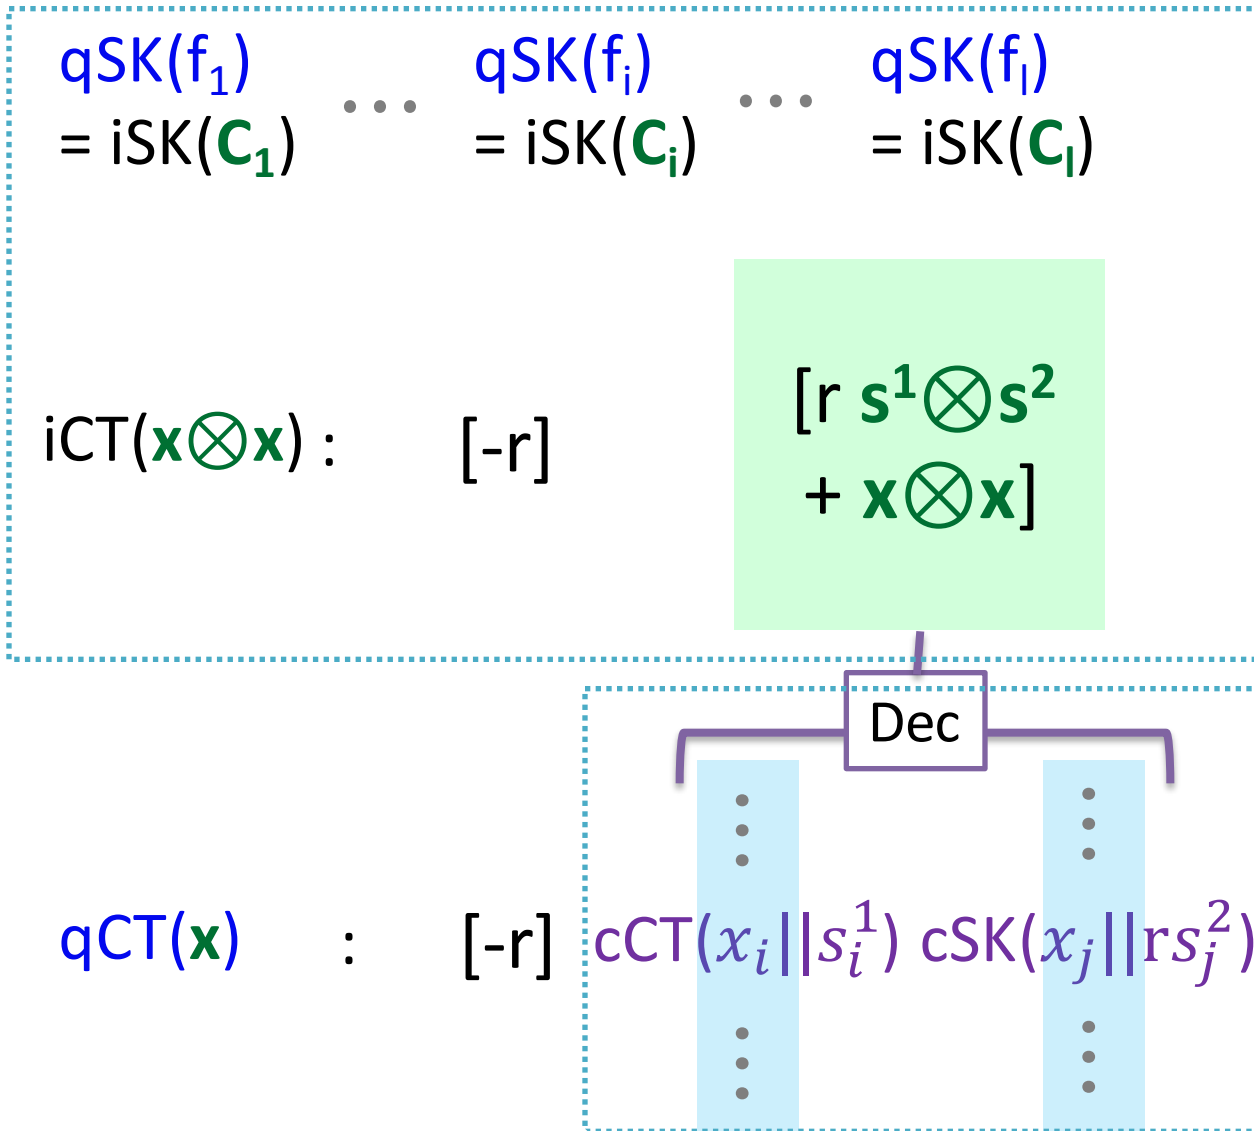 qSK(f₁) ... qSK(fᵢ) ... qSK(fₗ)
= iSK(C₁) = iSK(Cᵢ) = iSK(Cₗ)
[r s¹⊗s²
iCT(x⊗x) : [-r]
+ x⊗x]
Dec
qCT(x) : [-r] cCT(xᵢ||sᵢ¹) cSK(xⱼ||rsⱼ²)